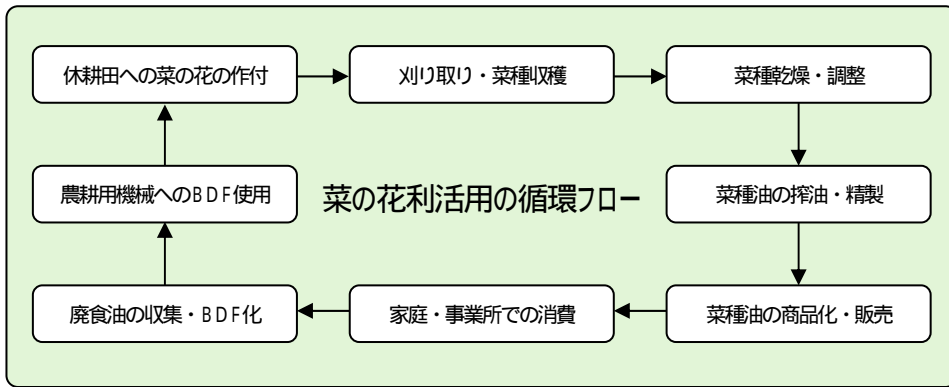 休耕田への菜の花の作付
刈り取り・菜種収穫
菜種乾燥・調整
農耕用機械へのBDF使用
菜の花利活用の循環フロー
菜種油の搾油・精製
廃食油の収集・BDF化
家庭・事業所での消費
菜種油の商品化・販売